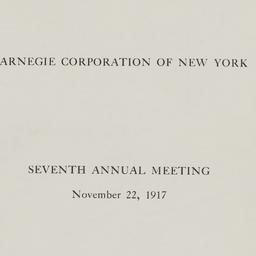 ARNEGIE CORPORATION OF NEW YORK
SEVENTH ANNUAL MEETING
November 22, 1917